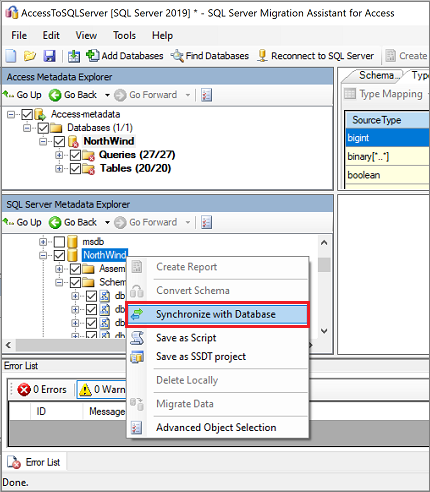 AccessToSQLServer [SQL Server 2019] * - SQL Server Migration Assistant for Access
File Edit View Tools Help
Add Databases Find Databases Reconnect to SQL Server Create
Access Metadata Explorer
Go Up Go Back Go Forward
Access-metadata
Databases (1/1)
NorthWind
Queries (27/27)
Tables (20/20)
Schema... Typ
Type Mapping
SourceType
bigint
binary[*..*]
boolean
SQL Server Metadata Explorer
Go Up Go Back Go Forward
msdb
NorthWind
Assem
Schem
db
db
db
db
Create Report
Convert Schema
Synchronize with Database
Save as Script
Save as SSDT project
Delete Locally
Migrate Data
Advanced Object Selection
Error List
0 Errors 0 Warn
ID Message
Error List
Done.